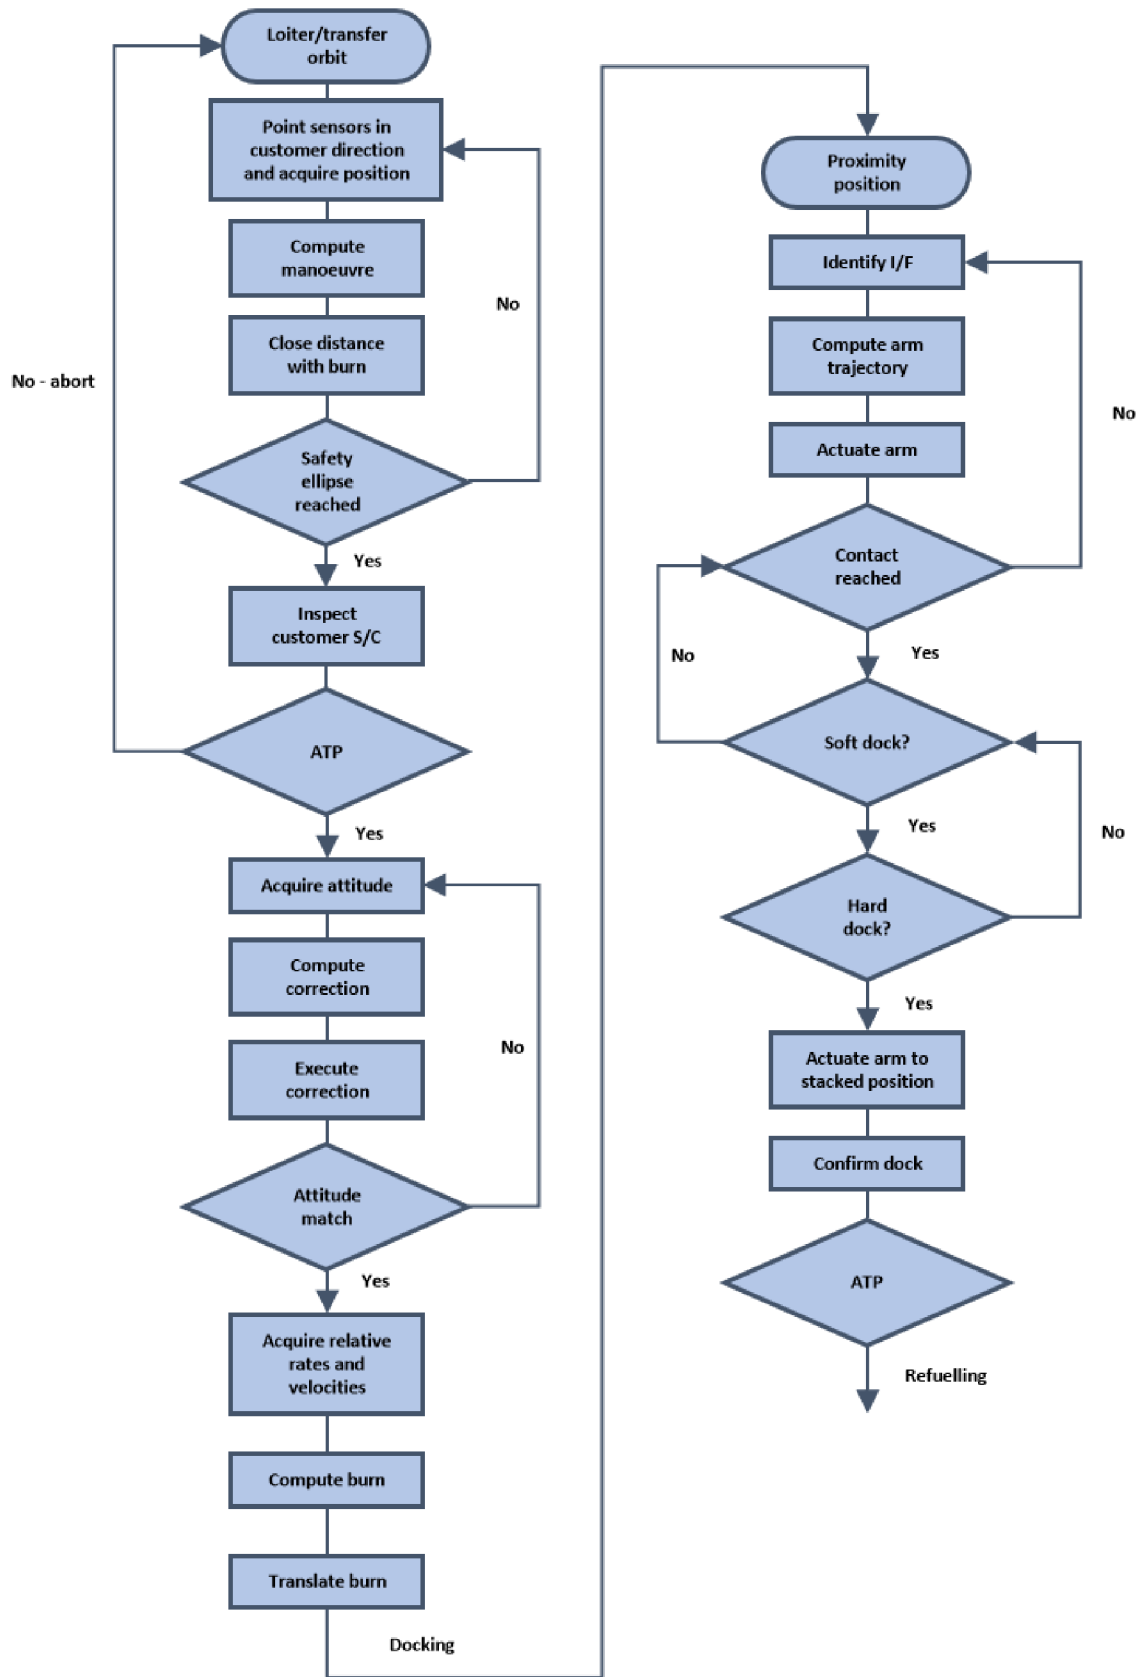 Loiter/transfer
orbit
Point sensors in
customer direction
and acquire position
Compute
manoeuvre
No
Close distance
with burn
No - abort
Safety
ellipse
reached
Yes
Inspect
customer S/C
ATP
Yes
Acquire attitude
Compute
correction
No
Execute
correction
Attitude
match
Yes
Acquire relative
rates and
velocities
Compute burn
Translate burn
Docking
Proximity
position
Identify I/F
Compute arm
trajectory
No
Actuate arm
Contact
reached
No
Yes
Soft dock?
Yes
No
Hard
dock?
Yes
Actuate arm to
stacked position
Confirm dock
ATP
Refuelling